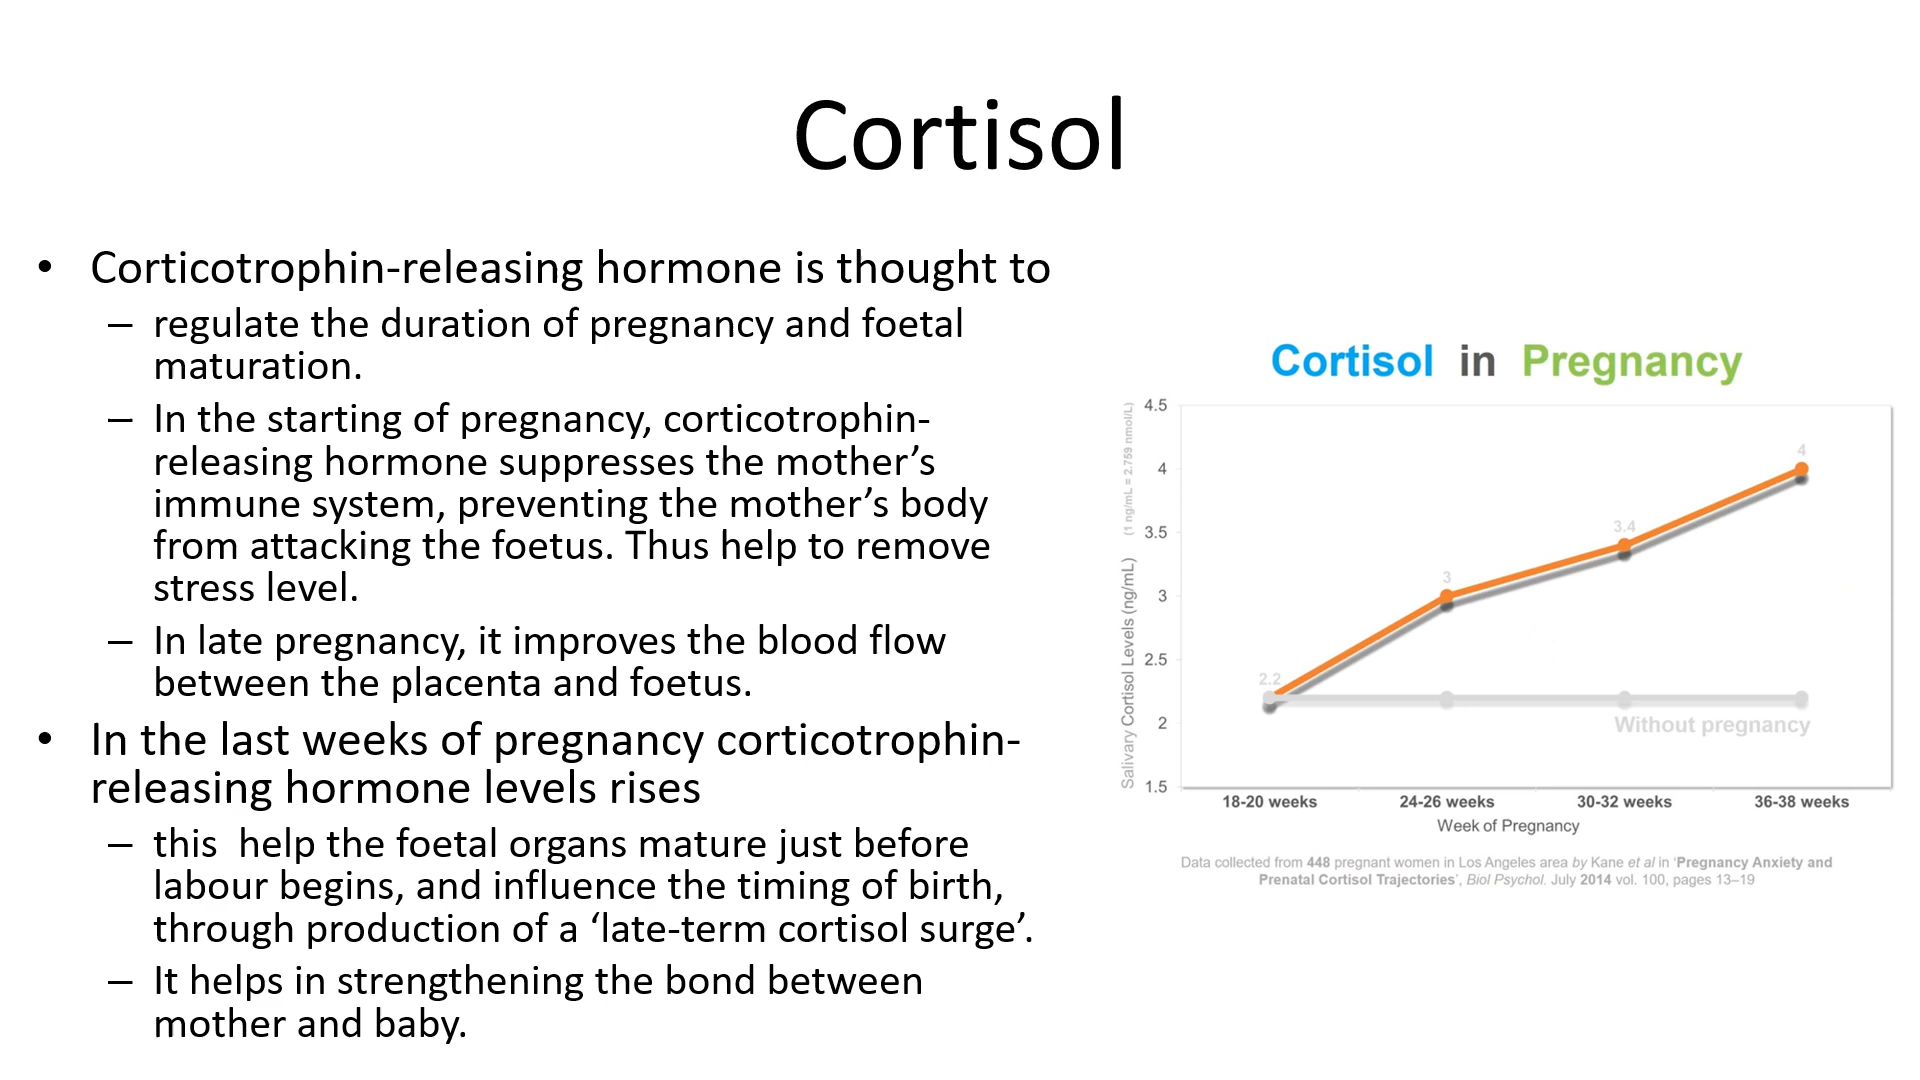 Cortisol
• Corticotrophin-releasing hormone is thought to
– regulate the duration of pregnancy and foetal
maturation.
– In the starting of pregnancy, corticotrophin-
releasing hormone suppresses the mother’s
immune system, preventing the mother’s body
from attacking the foetus. Thus help to remove
stress level.
– In late pregnancy, it improves the blood flow
between the placenta and foetus.
• In the last weeks of pregnancy corticotrophin-
releasing hormone levels rises
– this  help the foetal organs mature just before
labour begins, and influence the timing of birth,
through production of a ‘late-term cortisol surge’.
– It helps in strengthening the bond between
mother and baby.
Cortisol in Pregnancy
Salivary Cortisol Levels (ng/mL) (1 ng/mL = 2.759 nmol/L)
4.5
4
3.5
3
2.5
2
1.5
2.2
3
3.4
4
Without pregnancy
18-20 weeks 24-26 weeks 30-32 weeks 36-38 weeks
Week of Pregnancy
Data collected from 448 pregnant women in Los Angeles area by Kane et al in ‘Pregnancy Anxiety and
Prenatal Cortisol Trajectories’, Biol Psychol. July 2014 vol. 100, pages 13–19